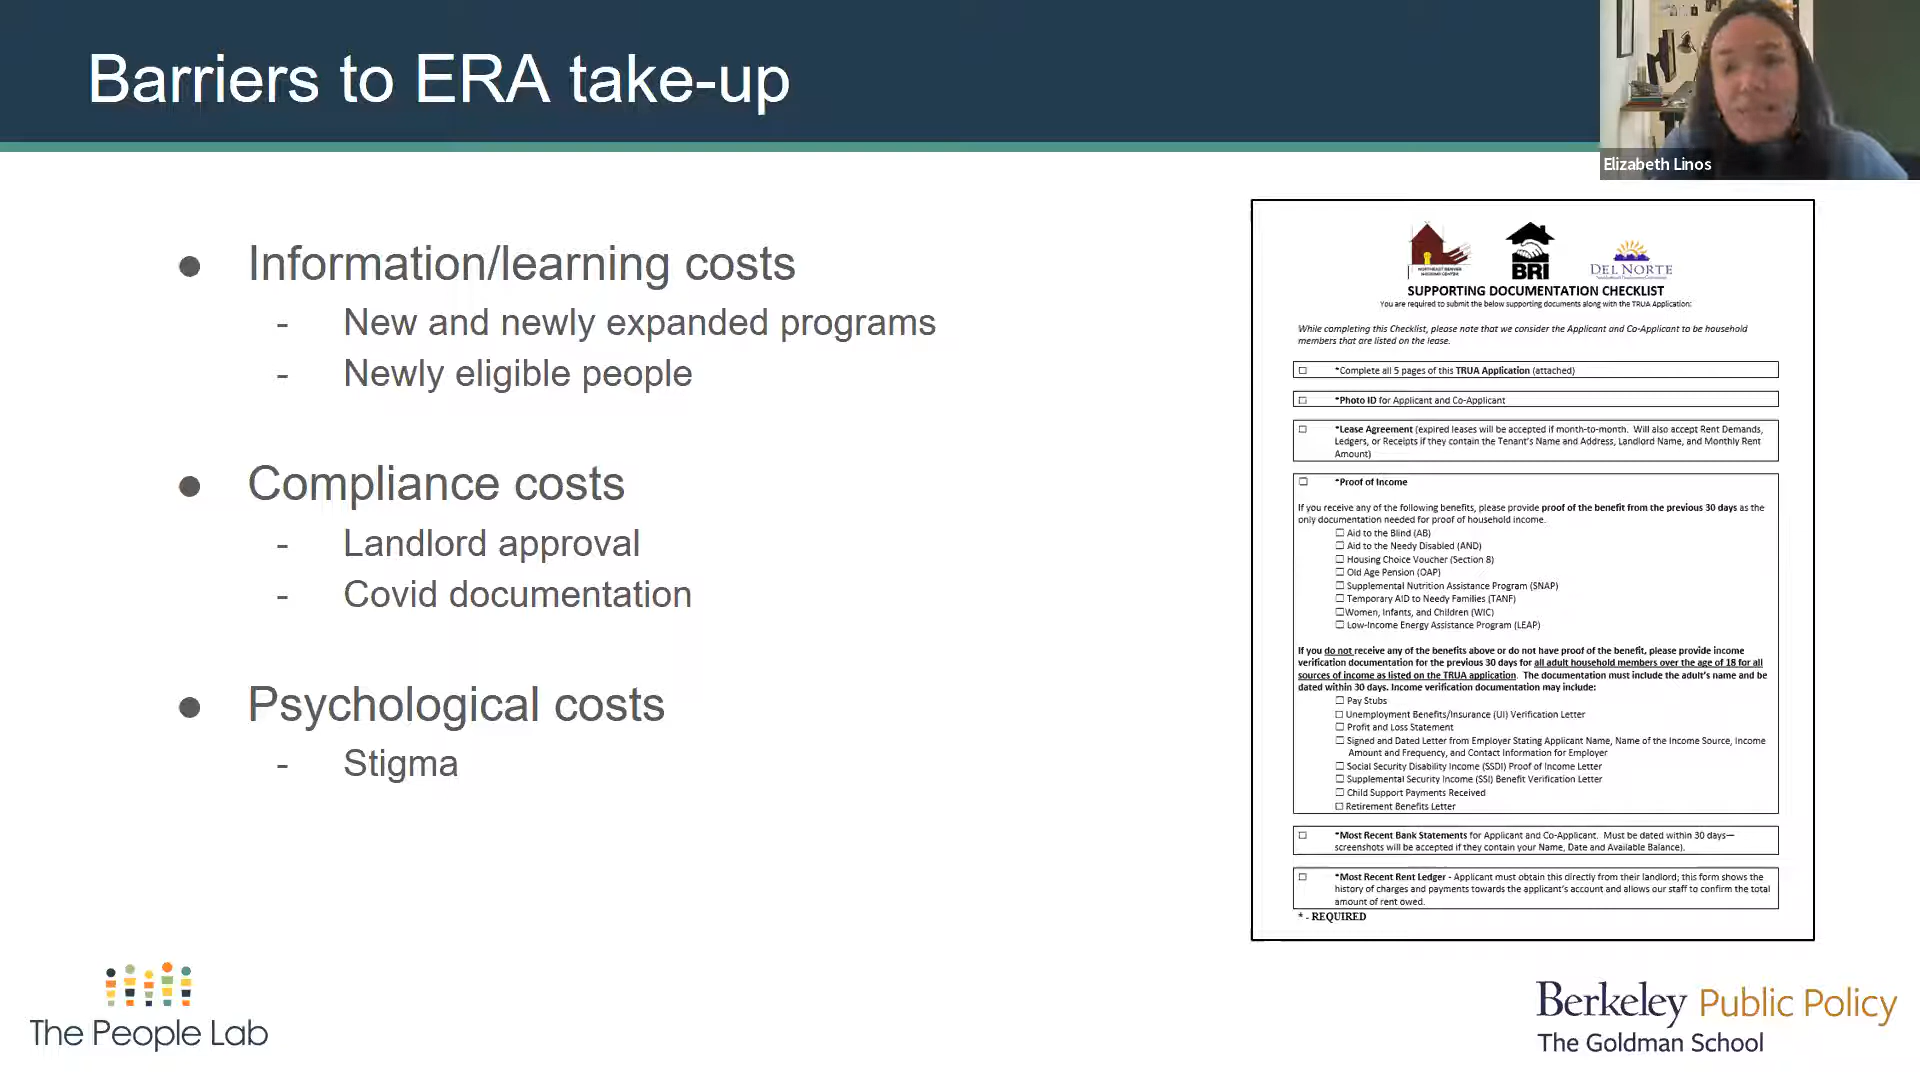 Barriers to ERA take-up
Elizabeth Linos
● Information/learning costs
- New and newly expanded programs
- Newly eligible people
● Compliance costs
- Landlord approval
- Covid documentation
● Psychological costs
- Stigma
BRI
DEL NORTE
SUPPORTING DOCUMENTATION CHECKLIST
You are required to submit the below supporting documents along with the TRUA Application:
While completing this Checklist, please note that we consider the Applicant and Co-Applicant to be household
members that are listed on the lease.
☐ *Complete all 5 pages of this TRUA Application (attached)
☐ *Photo ID for Applicant and Co-Applicant
☐ *Lease Agreement (expired leases will be accepted if month-to-month. Will also accept Rent Demands,
Ledgers, or Receipts if they contain the Tenant's Name and Address, Landlord Name, and Monthly Rent
Amount)
☐ *Proof of Income
If you receive any of the following benefits, please provide proof of the benefit from the previous 30 days as the
only documentation needed for proof of household income.
☐ Aid to the Blind (AB)
☐ Aid to the Needy Disabled (AND)
☐ Housing Choice Voucher (Section 8)
☐ Old Age Pension (OAP)
☐ Supplemental Nutrition Assistance Program (SNAP)
☐ Temporary AID to Needy Families (TANF)
☐ Women, Infants, and Children (WIC)
☐ Low-Income Energy Assistance Program (LEAP)
If you do not receive any of the benefits above or do not have proof of the benefit, please provide income
verification documentation for the previous 30 days for all adult household members over the age of 18 for all
sources of income as listed on the TRUA application. The documentation must include the adult's name and be
dated within 30 days. Income verification documentation may include:
☐ Pay Stubs
☐ Unemployment Benefits/Insurance (UI) Verification Letter
☐ Profit and Loss Statement
☐ Signed and Dated Letter from Employer Stating Applicant Name, Name of the Income Source, Income
Amount and Frequency, and Contact Information for Employer
☐ Social Security Disability Income (SSDI) Proof of Income Letter
☐ Supplemental Security Income (SSI) Benefit Verification Letter
☐ Child Support Payments Received
☐ Retirement Benefits Letter
☐ *Most Recent Bank Statements for Applicant and Co-Applicant. Must be dated within 30 days—
screenshots will be accepted if they contain your Name, Date and Available Balance).
☐ *Most Recent Rent Ledger - Applicant must obtain this directly from their landlord; this form shows the
history of charges and payments towards the applicant's account and allows our staff to confirm the total
amount of rent owed.
* - REQUIRED
The People Lab
Berkeley Public Policy
The Goldman School